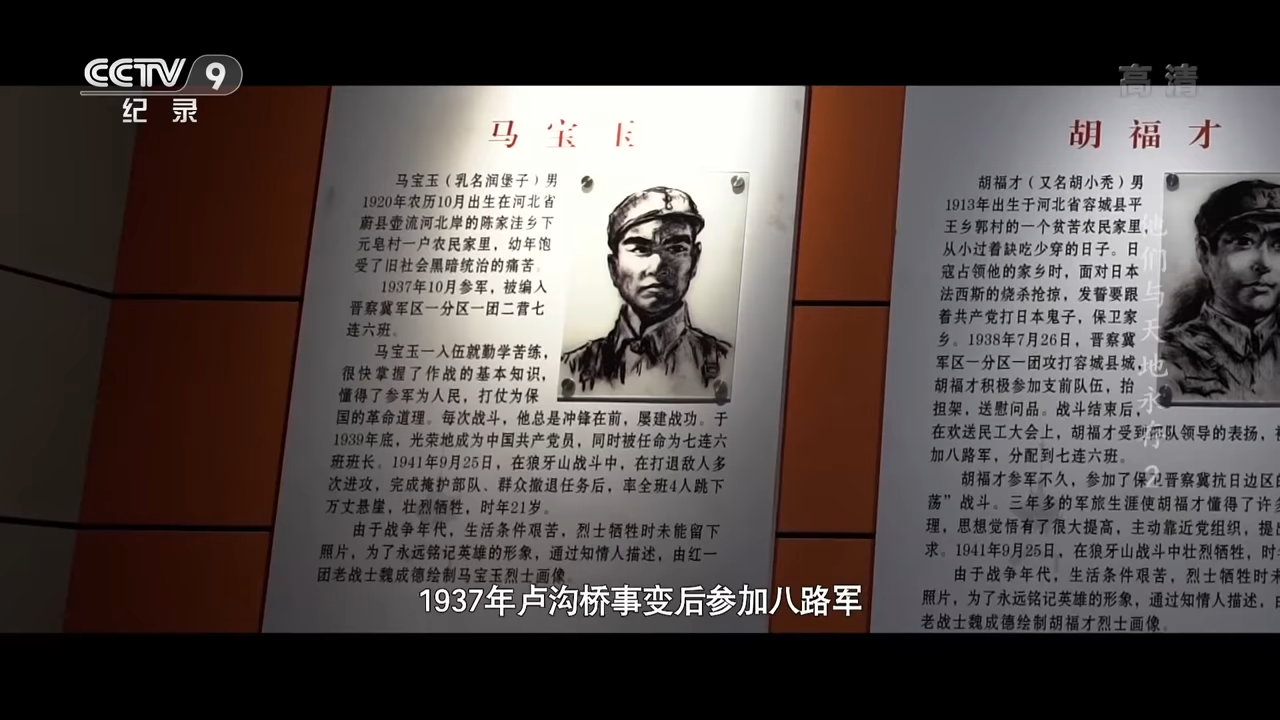 CCTV 9
纪录
高清
马宝玉
马宝玉（乳名润堡子）男
1920年农历10月出生在河北省
蔚县壶流河北岸的陈家洼乡下
元皂村一户农民家里，幼年饱
受了旧社会黑暗统治的痛苦。
1937年10月参军，被编入
晋察冀军区一分区一团二营七
连六班。
马宝玉一入伍就勤学苦练，
很快掌握了作战的基本知识，
懂得了参军为人民，打仗为保
国的革命道理。每次战斗，他总是冲锋在前，屡建战功。于
1939年底，光荣地成为中国共产党员，同时被任命为七连六
班班长。1941年9月25日，在狼牙山战斗中，在打退敌人多
次进攻，完成掩护部队、群众撤退任务后，率全班4人跳下
万丈悬崖，壮烈牺牲，时年21岁。
由于战争年代，生活条件艰苦，烈士牺牲时未能留下
照片，为了永远铭记英雄的形象，通过知情人描述，由红一
团老战士魏成德绘制马宝玉烈士画像。
胡福才
胡福才（又名胡小秃）男
1913年出生于河北省容城县平
王乡郭村的一个贫苦农民家里，
从小过着缺吃少穿的日子。日
寇占领他的家乡时，面对日本
法西斯的烧杀抢掠，发誓要跟
着共产党打日本鬼子，保卫家
乡。1938年7月26日，晋察冀
军区一分区一团攻打容城县城，
胡福才积极参加支前队伍，抬
担架，送慰问品。战斗结束后，
在欢送民工大会上，胡福才受到部队领导的表扬，
加八路军，分配到七连六班。
胡福才参军不久，参加了保卫晋察冀抗日边区的
荡”战斗。三年多的军旅生涯使胡福才懂得了许多
理，思想觉悟有了很大提高，主动靠近党组织，提出
求。1941年9月25日，在狼牙山战斗中壮烈牺牲，时
由于战争年代，生活条件艰苦，烈士牺牲时未
照片，为了永远铭记英雄的形象，通过知情人描述，
老战士魏成德绘制胡福才烈士画像。
他们与天地永存2
1937年卢沟桥事变后参加八路军